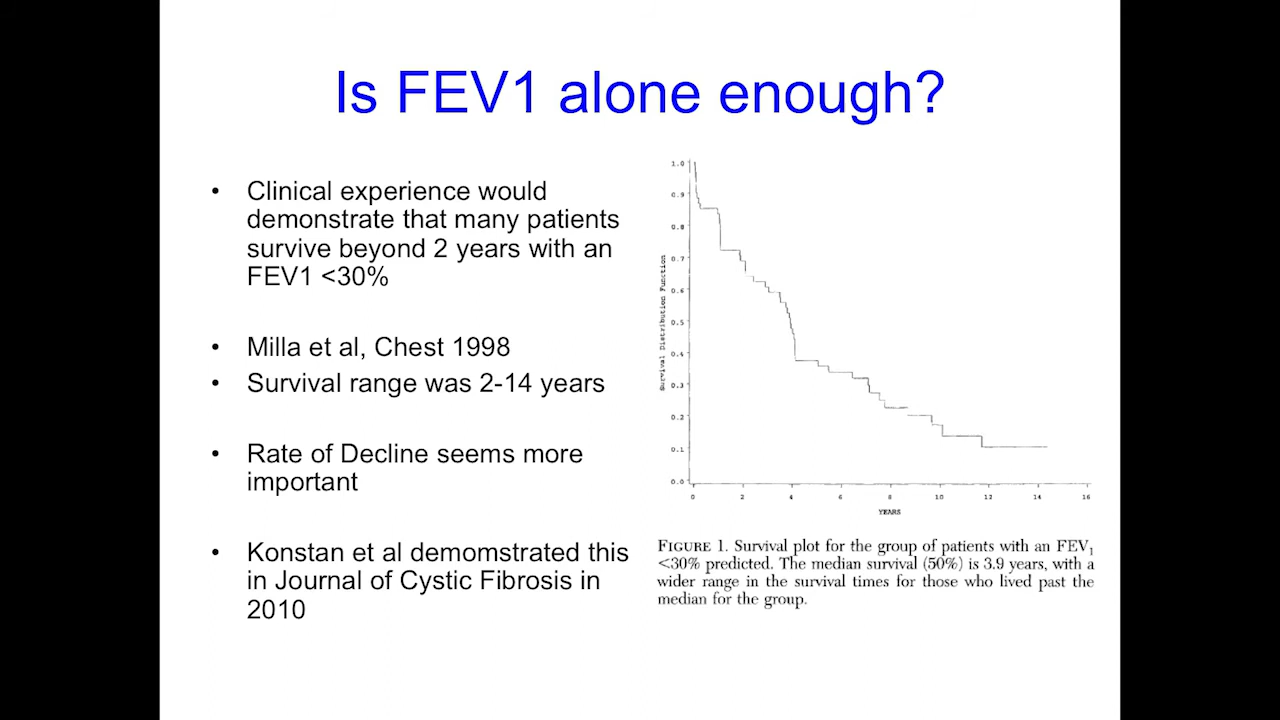 Is FEV1 alone enough?
• Clinical experience would
demonstrate that many patients
survive beyond 2 years with an
FEV1 <30%
• Milla et al, Chest 1998
• Survival range was 2-14 years
• Rate of Decline seems more
important
• Konstan et al demomstrated this
in Journal of Cystic Fibrosis in
2010
Survival Distribution Function
1.0
0.9
0.8
0.7
0.6
0.5
0.4
0.3
0.2
0.1
0.0
0 2 4 6 8 10 12 14 16
YEARS
FIGURE 1. Survival plot for the group of patients with an FEV₁
<30% predicted. The median survival (50%) is 3.9 years, with a
wider range in the survival times for those who lived past the
median for the group.